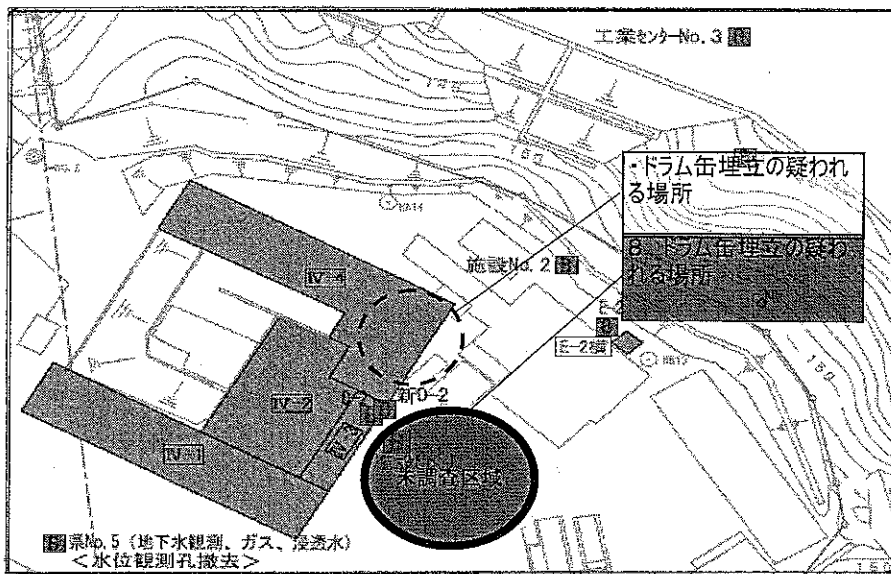 工業センターNo.3
・ドラム缶埋立の疑われ
る場所
8.ドラム缶埋立の疑わ
れる場所
施設No.2
Ⅳ-4
E-2横
新0-2
Ⅳ-2
Ⅳ-3
Ⅳ-1
未調査区域
県No.5 (地下水観測、ガス、浸透水)
<水位観測孔撤去>